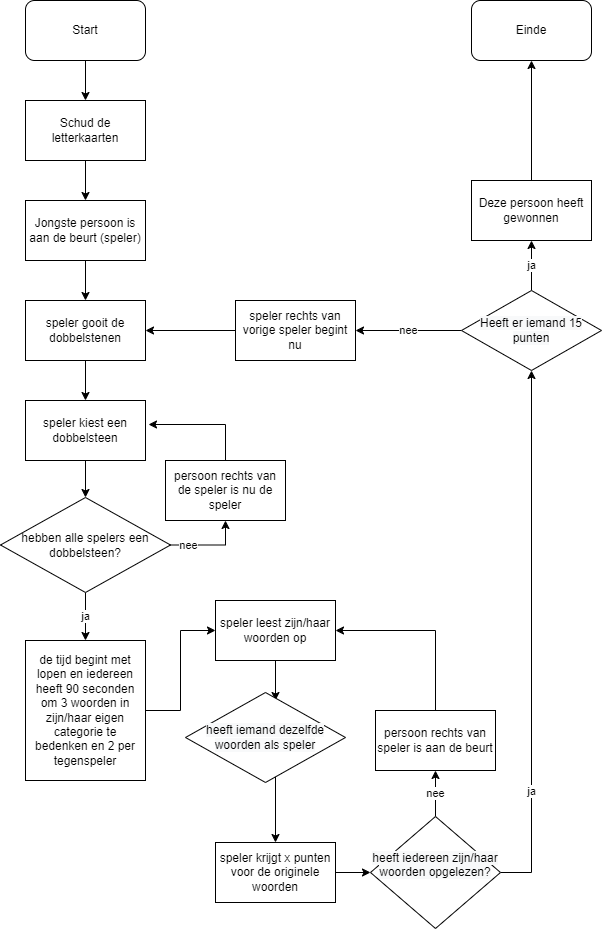 Start
Einde
Schud de
letterkaarten
Jongste persoon is
aan de beurt (speler)
Deze persoon heeft
gewonnen
ja
speler gooit de
dobbelstenen
speler rechts van
vorige speler begint
nu
nee
Heeft er iemand 15
punten
speler kiest een
dobbelsteen
persoon rechts van
de speler is nu de
speler
hebben alle spelers een
dobbelsteen?
nee
ja
de tijd begint met
lopen en iedereen
heeft 90 seconden
om 3 woorden in
zijn/haar eigen
categorie te
bedenken en 2 per
tegenspeler
speler leest zijn/haar
woorden op
heeft iemand dezelfde
woorden als speler
persoon rechts van
speler is aan de beurt
nee
ja
speler krijgt x punten
voor de originele
woorden
heeft iedereen zijn/haar
woorden opgelezen?